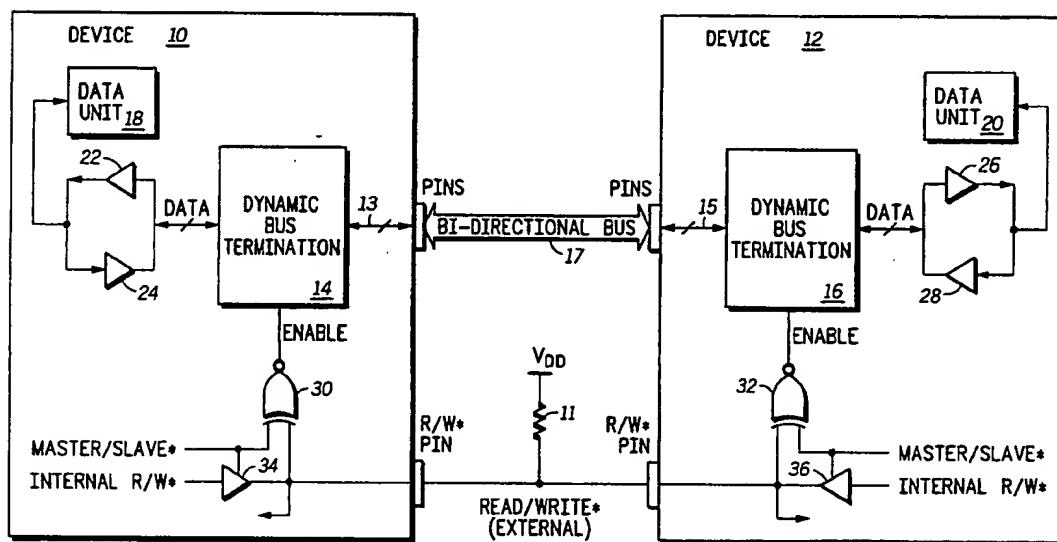 DEVICE 10
DATA
UNIT 18
22
24
DATA
DYNAMIC
BUS
TERMINATION
14
13
ENABLE
30
MASTER/SLAVE*
INTERNAL R/W*
34
PINS
BI-DIRECTIONAL BUS
17
PINS
VDD
11
R/W*
PIN
R/W*
PIN
READ/WRITE*
(EXTERNAL)
DEVICE 12
DATA
UNIT 20
15
DYNAMIC
BUS
TERMINATION
16
DATA
26
28
ENABLE
32
MASTER/SLAVE*
INTERNAL R/W*
36